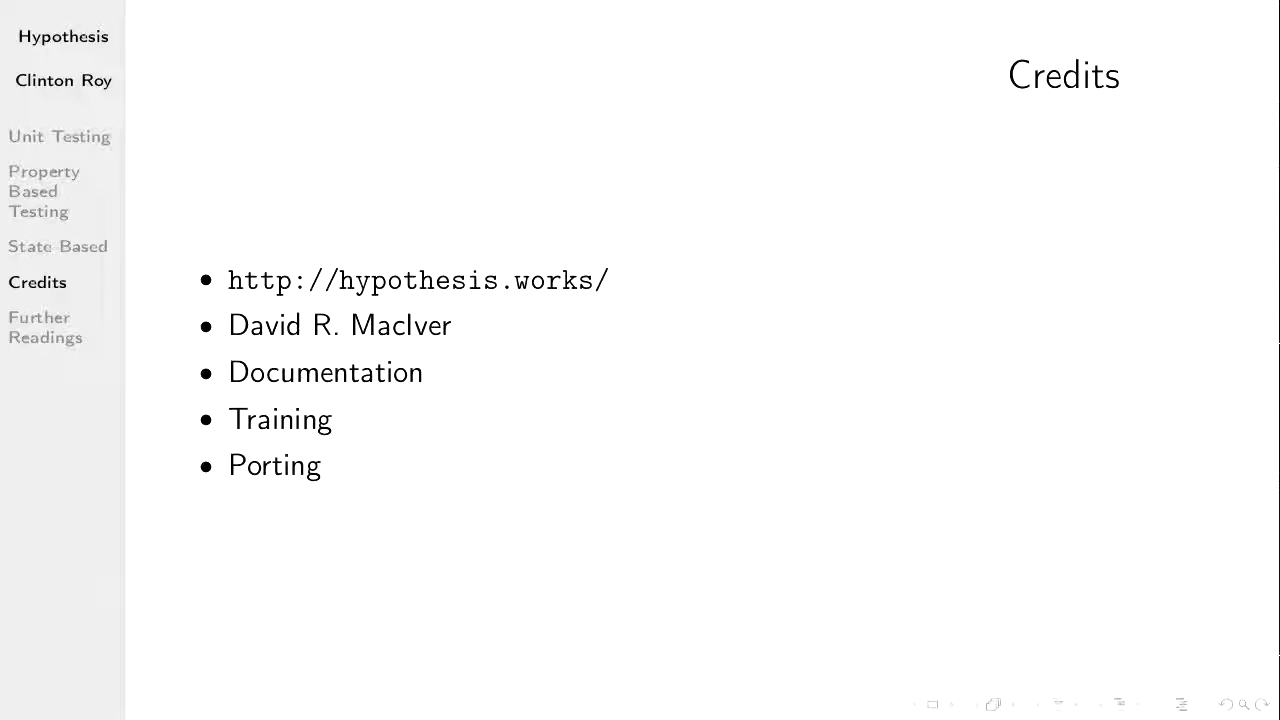 Hypothesis
Clinton Roy
Unit Testing
Property
Based
Testing
State Based
Credits
Further
Readings
Credits
• http://hypothesis.works/
• David R. MacIver
• Documentation
• Training
• Porting